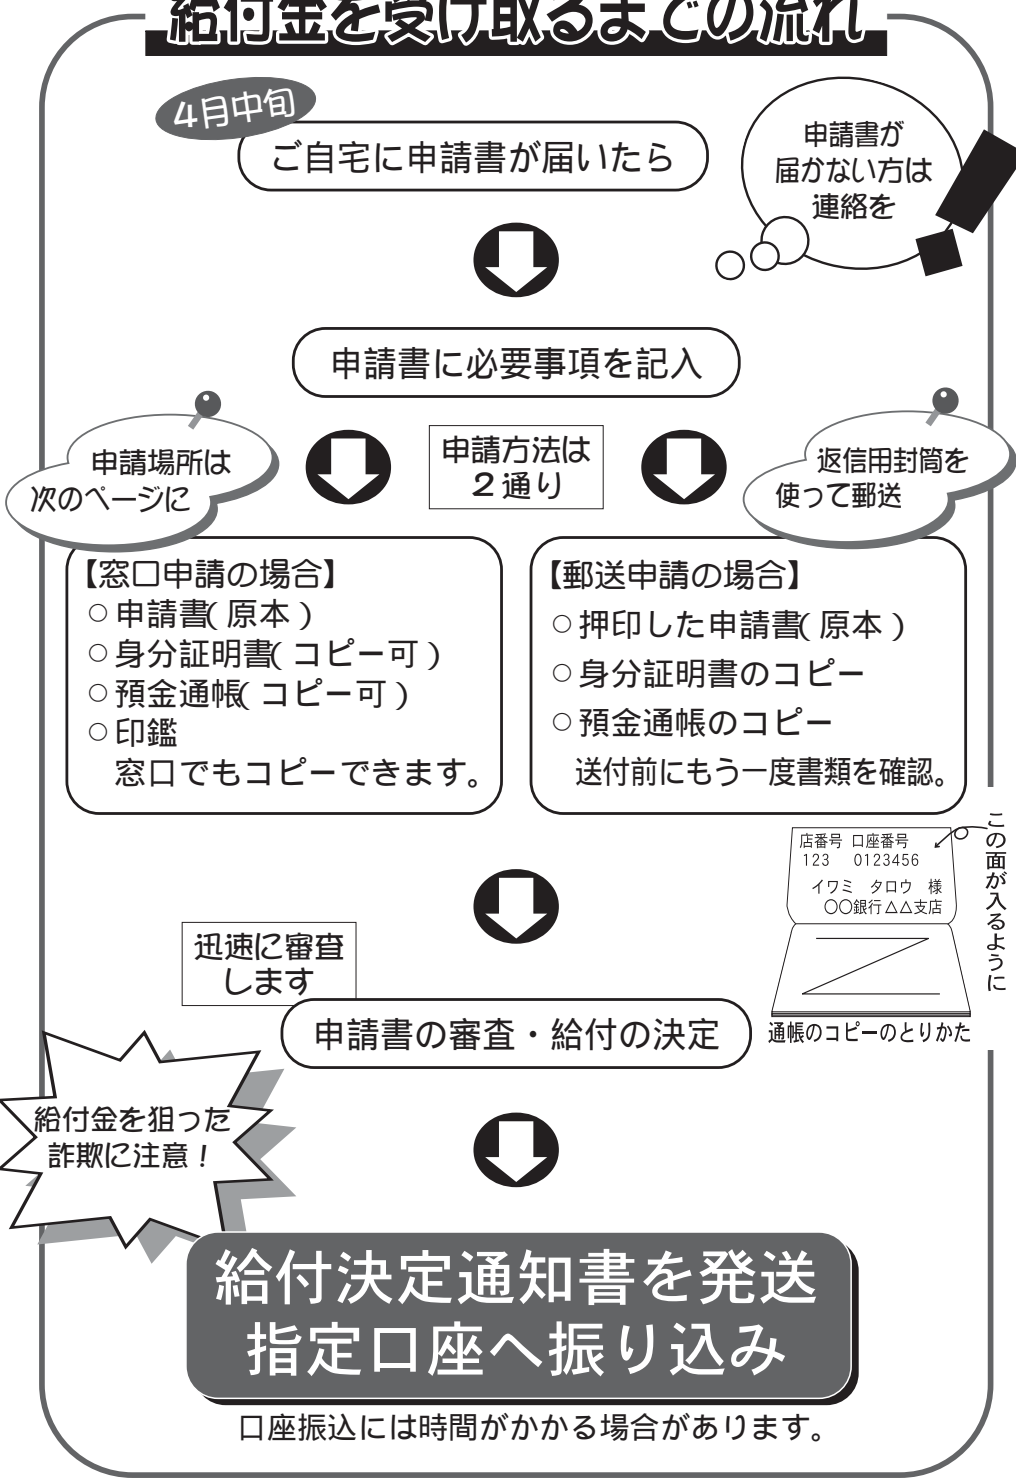 給付金を受け取るまでの流れ
4月中旬
ご自宅に申請書が届いたら
申請書が
届かない方は
連絡を
申請書に必要事項を記入
申請場所は
次のページに
申請方法は
2通り
返信用封筒を
使って郵送
【窓口申請の場合】
○申請書(原本)
○身分証明書(コピー可)
○預金通帳(コピー可)
○印鑑
窓口でもコピーできます。
【郵送申請の場合】
○押印した申請書(原本)
○身分証明書のコピー
○預金通帳のコピー
送付前にもう一度書類を確認。
この面が入るように
店番号 口座番号
123 0123456
イワミ タロウ 様
〇〇銀行△△支店
通帳のコピーのとりかた
迅速に審査
します
申請書の審査・給付の決定
給付金を狙った
詐欺に注意!
給付決定通知書を発送
指定口座へ振り込み
口座振込には時間がかかる場合があります。